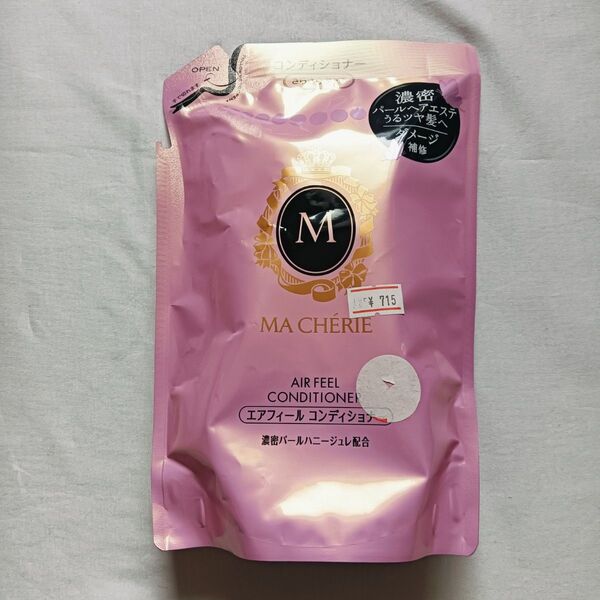 コンディショナー
OPEN
濃密
パールヘアエステ
うるツヤ髪へ
ダメージ
補修
M
¥ 715
MA CHÉRIE
AIR FEEL
CONDITIONER
エアフィール コンディショナー
濃密パールハニージュレ配合